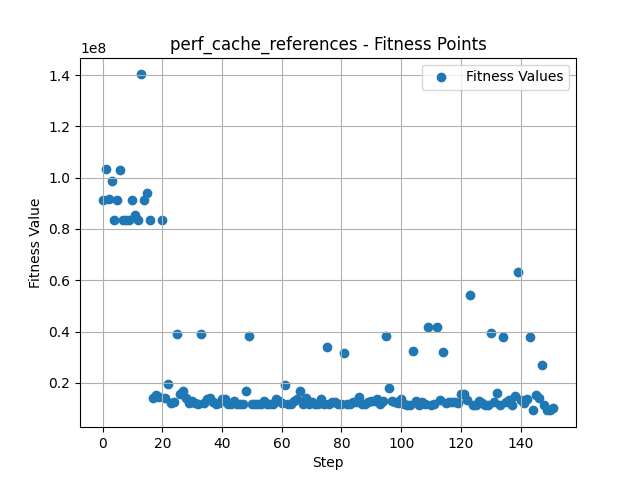 perf_cache_references - Fitness Points
1e8
Fitness Values
1.4
1.2
1.0
0.8
0.6
0.4
0.2
Fitness Value
0 20 40 60 80 100 120 140
Step